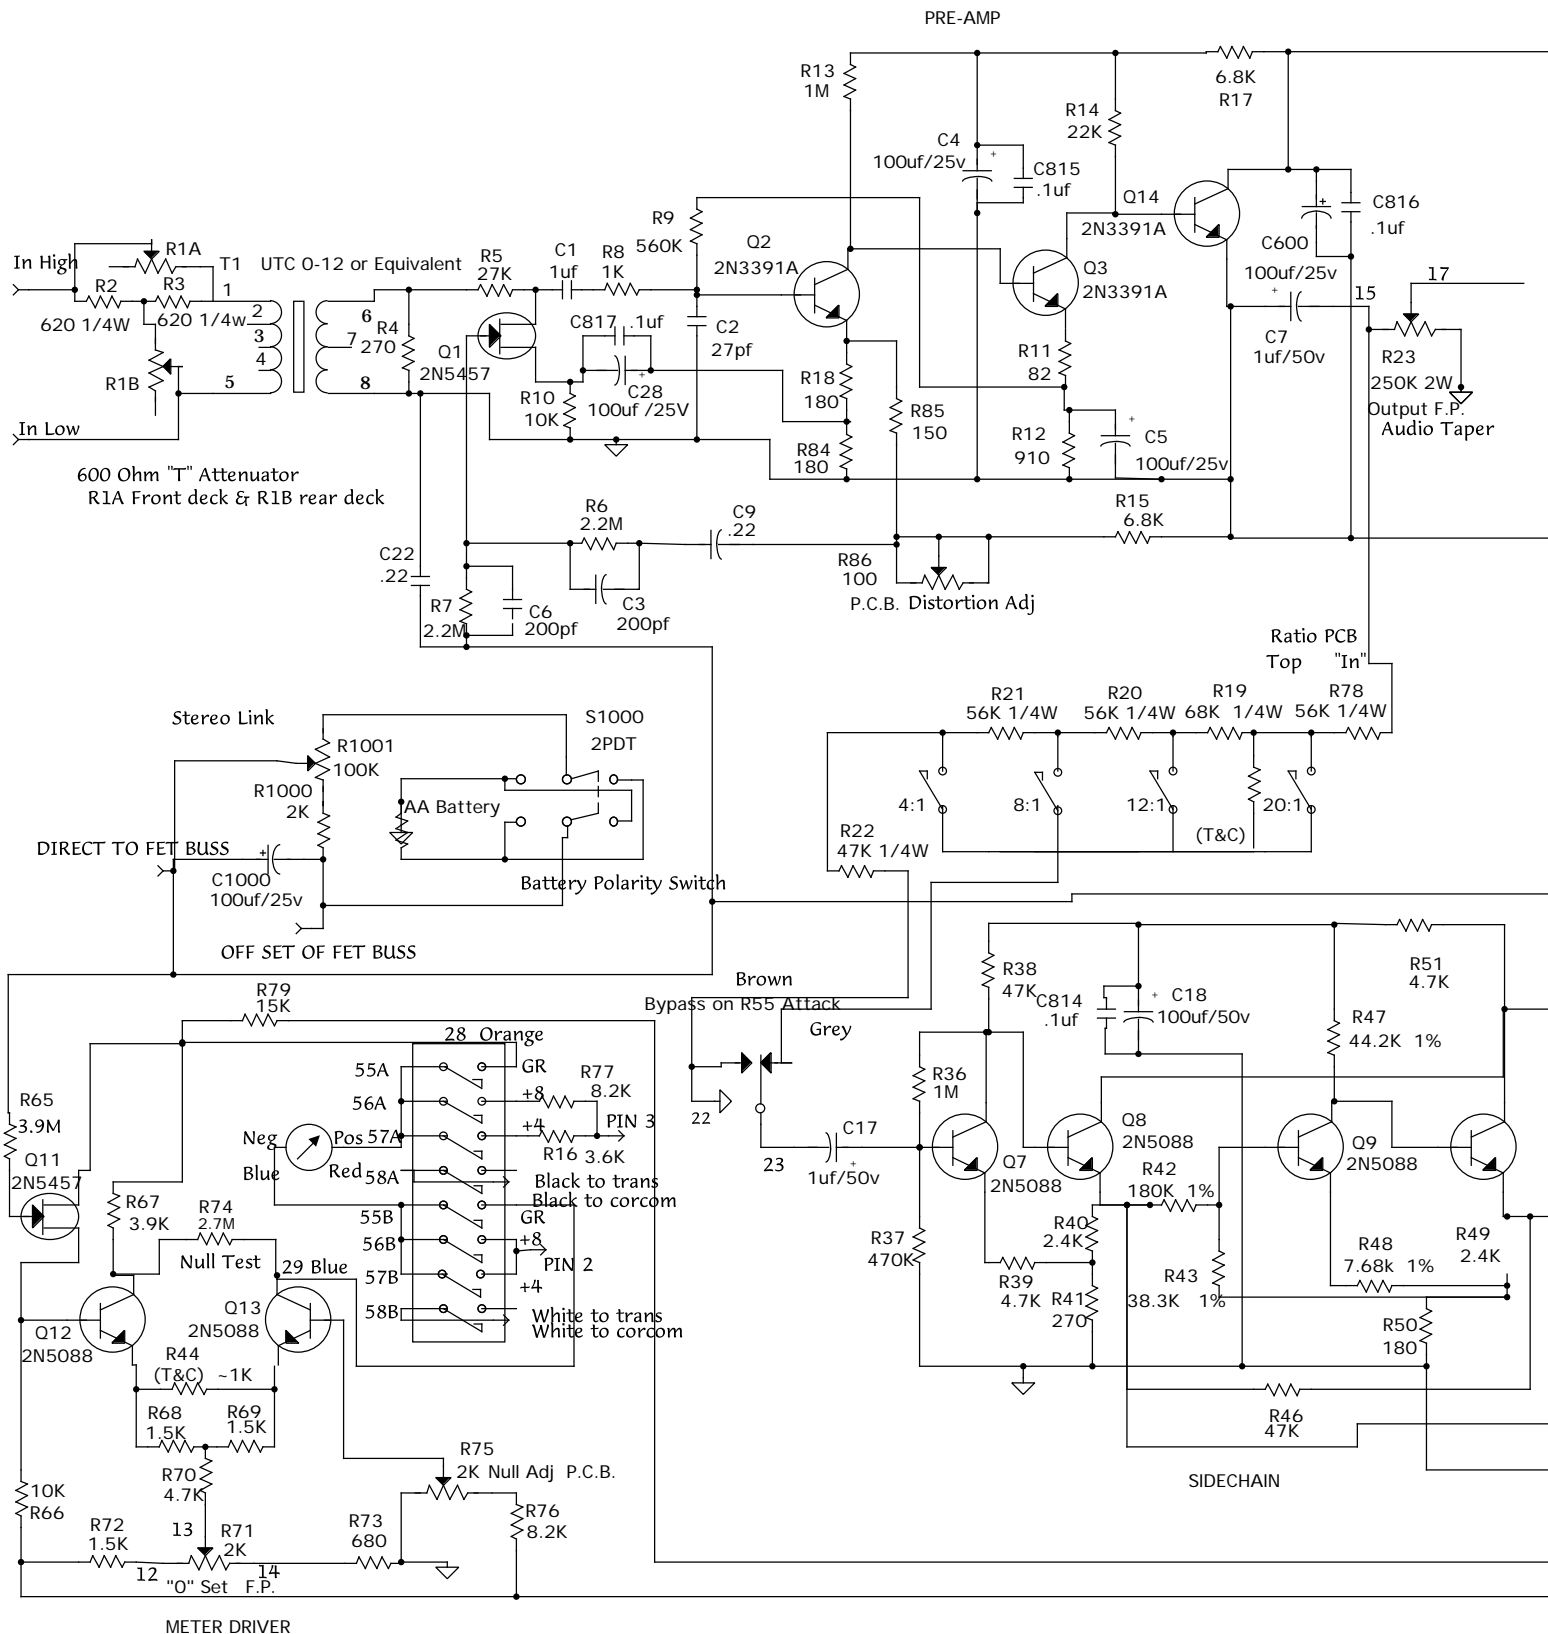 PRE-AMP
R13
1M
6.8K
R17
R14
22K
C4
100uf/25v
+
C815
.1uf
Q14
2N3391A
+
C816
.1uf
C600
100uf/25v
R9
560K
Q2
2N3391A
Q3
2N3391A
In High
R1A
T1
UTC O-12 or Equivalent
R5
27K
C1
1uf
R8
1K
R2
R3
1
620 1/4W
620 1/4w
2
3
4
5
6
7
8
R4
270
Q1
2N5457
C817
.1uf
C2
27pf
C28
+
100uf /25V
R10
10K
R1B
In Low
R18
180
R84
180
R85
150
R11
82
R12
910
+
C5
100uf/25v
+
C7
1uf/50v
15
17
R23
250K 2W
Output F.P.
Audio Taper
600 Ohm "T" Attenuator
R1A Front deck & R1B rear deck
R6
2.2M
C9
.22
R15
6.8K
C22
.22
R86
100
P.C.B.
Distortion Adj
R7
2.2M
C6
200pf
C3
200pf
Ratio PCB
Top "In"
R21
56K 1/4W
R20
56K 1/4W
R19
68K 1/4W
R78
56K 1/4W
Stereo Link
S1000
2PDT
R1001
100K
R1000
2K
AA Battery
4:1
8:1
12:1
20:1
(T&C)
R22
47K 1/4W
DIRECT TO FET BUSS
+
C1000
100uf/25v
Battery Polarity Switch
OFF SET OF FET BUSS
R79
15K
Brown
Bypass on R55 Attack
Grey
R38
47K
C814
.1uf
+
C18
100uf/50v
R51
4.7K
R47
44.2K 1%
28 Orange
55A
GR
R77
8.2K
56A
+8
57A
+4
PIN 3
R16
3.6K
Neg
Pos
Blue
Red
58A
Black to trans
Black to corcom
55B
GR
56B
+8
PIN 2
57B
+4
58B
White to trans
White to corcom
22
23
C17
+
1uf/50v
R36
1M
Q7
2N5088
Q8
2N5088
R42
180K 1%
Q9
2N5088
R65
3.9M
Q11
2N5457
R67
3.9K
R74
2.7M
Null Test
29 Blue
R37
470K
R40
2.4K
R39
4.7K
R41
270
R43
38.3K 1%
R48
7.68k 1%
R49
2.4K
R50
180
Q12
2N5088
Q13
2N5088
R44
(T&C) ~1K
R68
1.5K
R69
1.5K
R46
47K
R70
4.7K
R75
2K Null Adj P.C.B.
SIDECHAIN
10K
R66
R72
1.5K
13
R71
2K
12
14
R73
680
R76
8.2K
"0" Set F.P.
METER DRIVER